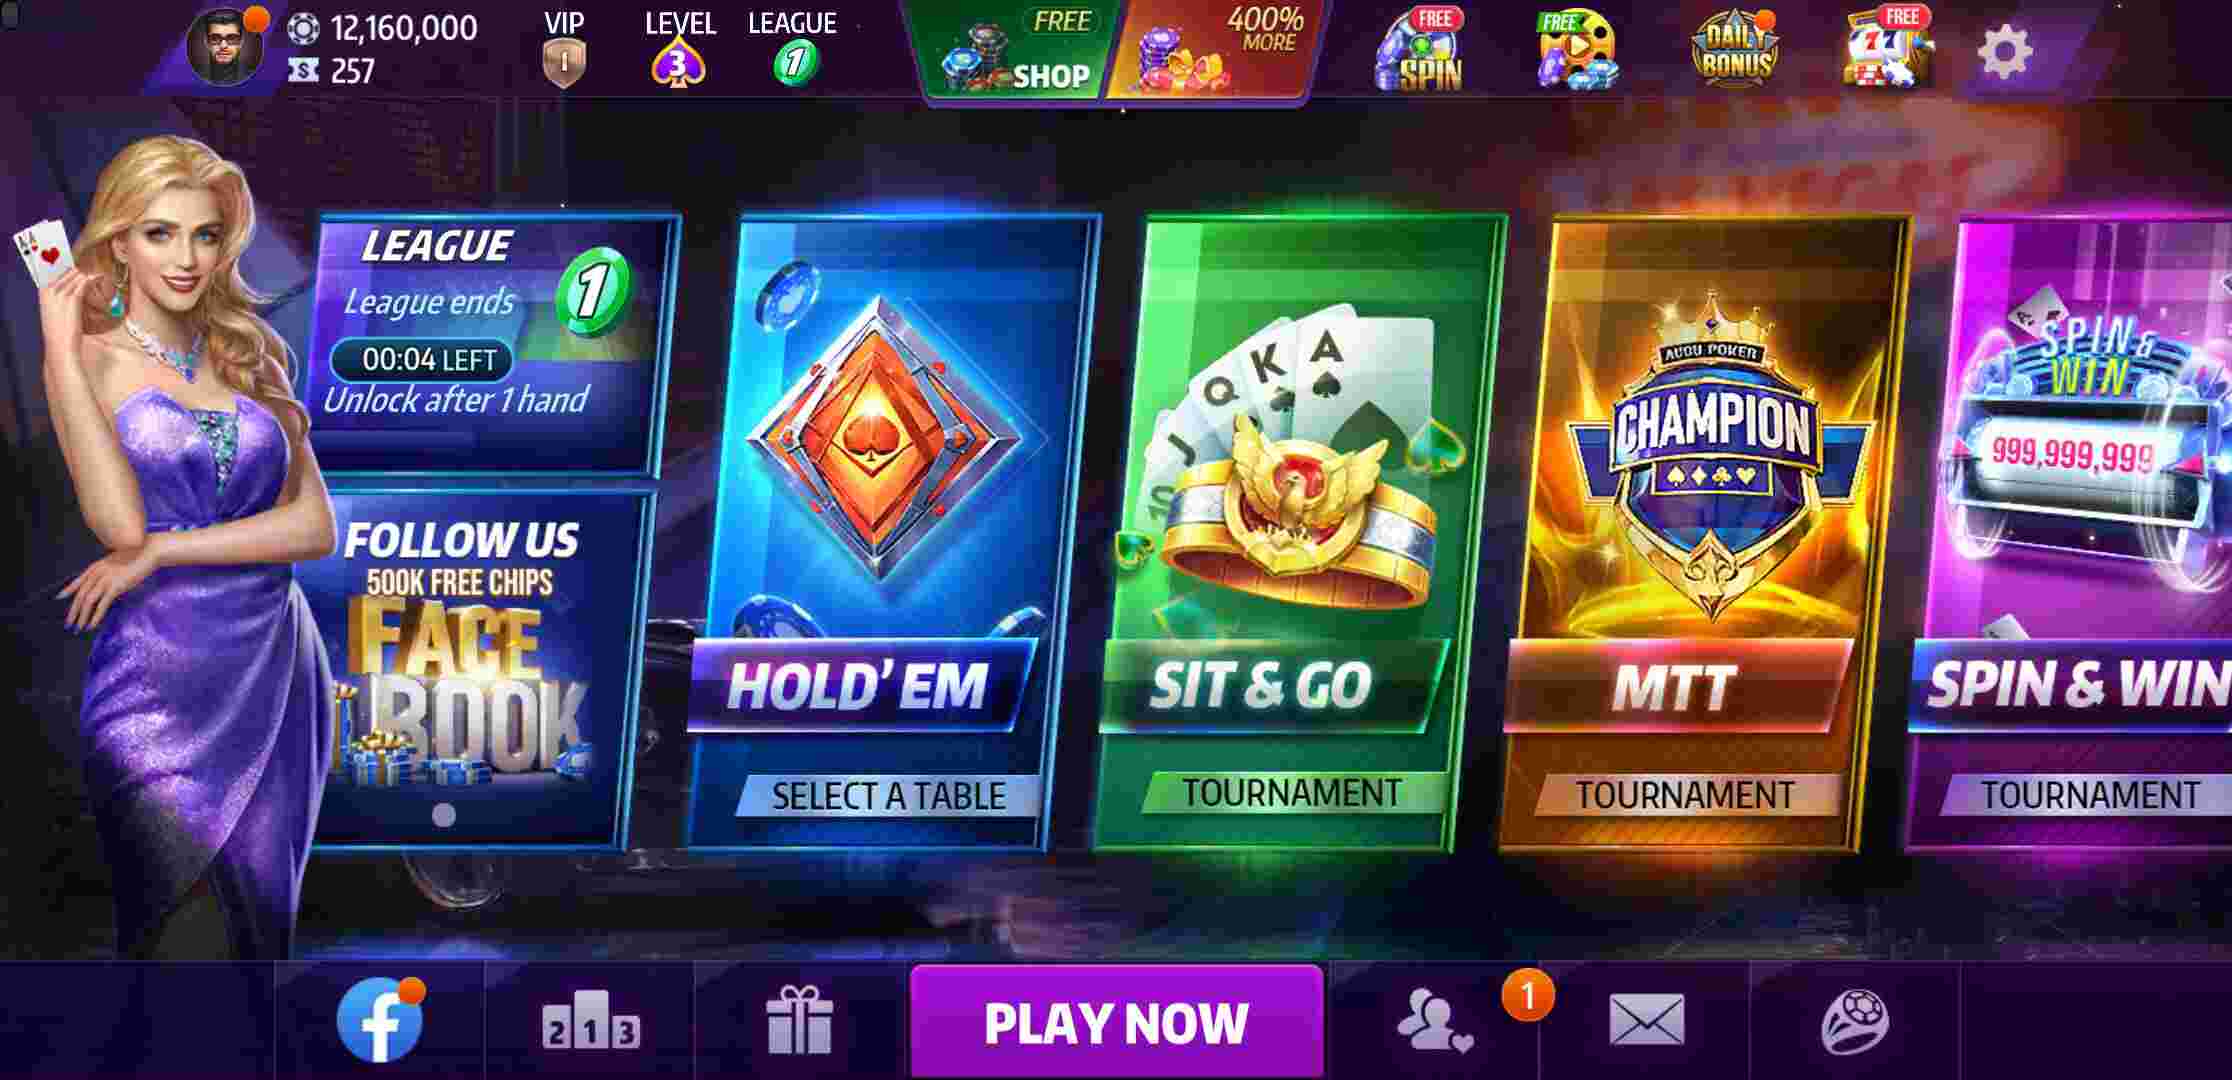 12,160,000
257
VIP
1
LEVEL
3
LEAGUE
1
FREE
SHOP
400%
MORE
FREE
SPIN
FREE
DAILY
BONUS
FREE
77
LEAGUE
1
League ends
00:04 LEFT
Unlock after 1 hand
FOLLOW US
500K FREE CHIPS
FACE
BOOK
HOLD' EM
SELECT A TABLE
10 J Q K A
SIT & GO
TOURNAMENT
CHAMPION
MTT
TOURNAMENT
SPIN &
WIN
999,999,999
SPIN & WIN
TOURNAMENT
f
2 1 3
PLAY NOW
1